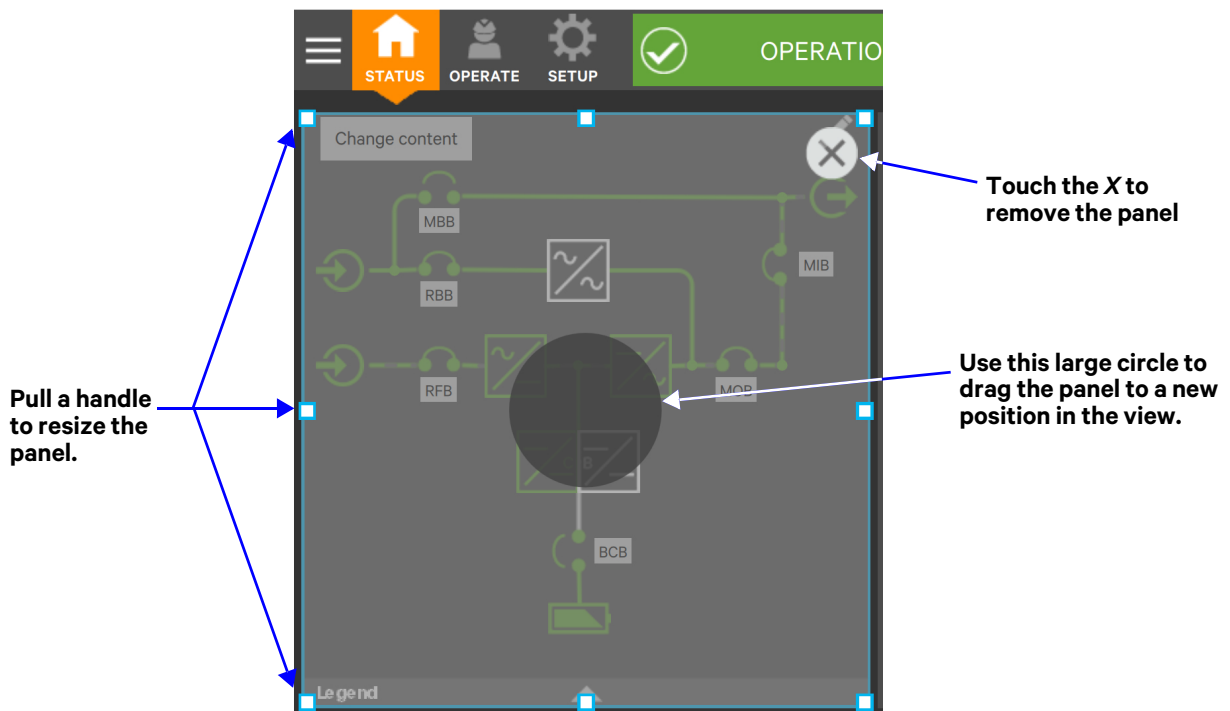 STATUS
OPERATE
SETUP
OPERATIO
Change content
MBB
RBB
MIB
RFB
MOB
BCB
Legend
Touch the X to
remove the panel
Use this large circle to
drag the panel to a new
position in the view.
Pull a handle
to resize the
panel.